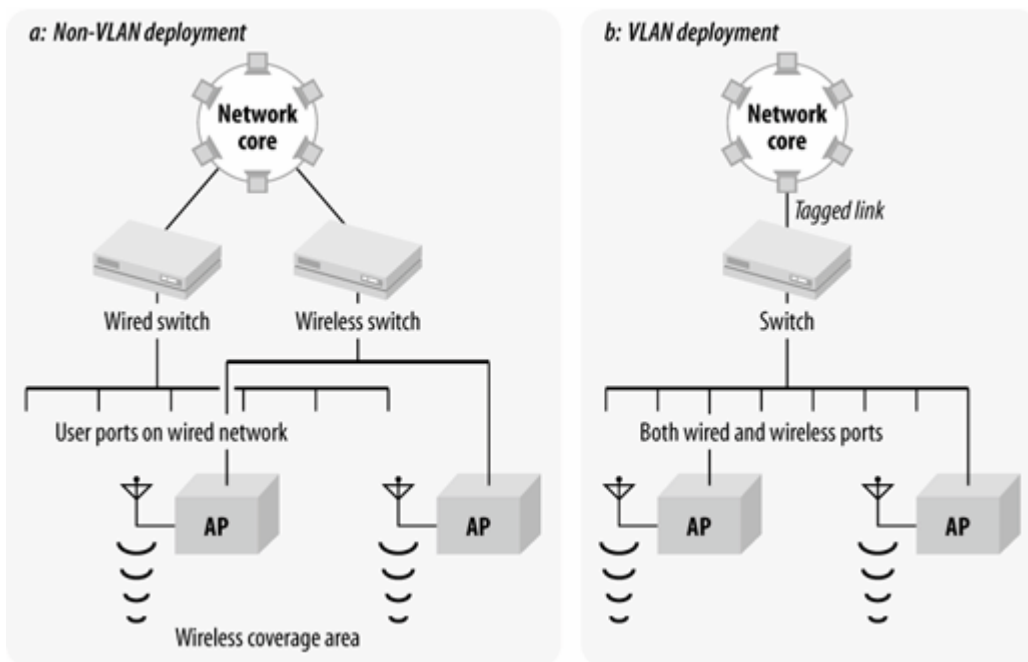 a: Non-VLAN deployment
Network
core
Wired switch
Wireless switch
User ports on wired network
AP
AP
Wireless coverage area
b: VLAN deployment
Network
core
Tagged link
Switch
Both wired and wireless ports
AP
AP